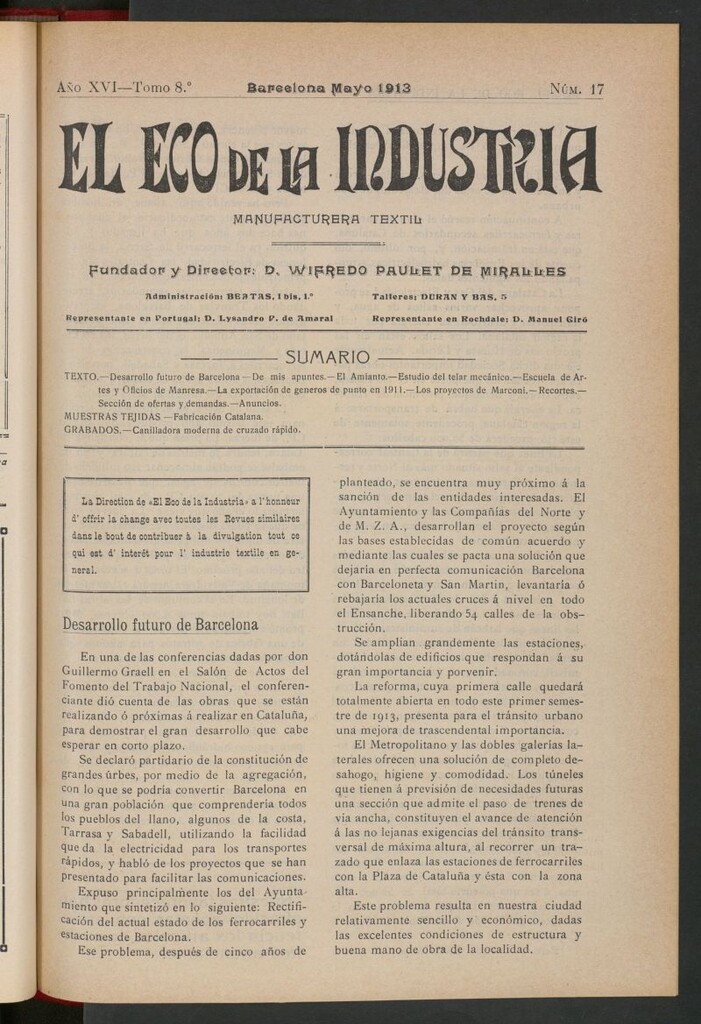 Año XVI—Tomo 8.° Barcelona Mayo 1913 Núm. 17
EL ECO DE LA INDUSTRIA
MANUFACTURERA TEXTIL
Fundador y Director: D. WIFREDO PAULET DE MIRALLES
Administración: BEATAS, 1 bis, 1.° Talleres: DURAN Y BAS, 5
Representante en Portugal: D. Lysandro P. de Amaral Representante en Rochdale: D. Manuel Giró
SUMARIO
TEXTO.—Desarrollo futuro de Barcelona—De mis apuntes.—El Amianto.—Estudio del telar mecánico.—Escuela de Ar-
tes y Oficios de Manresa.—La exportación de generos de punto en 1911.—Los proyectos de Marconi.—Recortes.—
Sección de ofertas y demandas.—Anuncios.
MUESTRAS TEJIDAS—Fabricación Catalana.
GRABADOS.—Canilladora moderna de cruzado rápido.
La Direction de «El Eco de la Industria» a l'honneur
d' offrir la change avec toutes les Revues similaires
dans le bout de contribuer à la divulgation tout ce
qui est d' interét pour l' industrie textile en ge-
neral.
Desarrollo futuro de Barcelona
En una de las conferencias dadas por don
Guillermo Graell en el Salón de Actos del
Fomento del Trabajo Nacional, el conferen-
ciante dió cuenta de las obras que se están
realizando ó próximas á realizar en Cataluña,
para demostrar el gran desarrollo que cabe
esperar en corto plazo.
Se declaró partidario de la constitución de
grandes úrbes, por medio de la agregación,
con lo que se podría convertir Barcelona en
una gran población que comprendería todos
los pueblos del llano, algunos de la costa,
Tarrasa y Sabadell, utilizando la facilidad
que da la electricidad para los transportes
rápidos, y habló de los proyectos que se han
presentado para facilitar las comunicaciones.
Expuso principalmente los del Ayunta-
miento que sintetizó en lo siguiente: Rectifi-
cación del actual estado de los ferrocarriles y
estaciones de Barcelona.
Ese problema, después de cinco años de
planteado, se encuentra muy próximo á la
sanción de las entidades interesadas. El
Ayuntamiento y las Compañías del Norte y
de M. Z. A., desarrollan el proyecto según
las bases establecidas de común acuerdo y
mediante las cuales se pacta una solución que
dejaría en perfecta comunicación Barcelona
con Barceloneta y San Martin, levantaría ó
rebajaría los actuales cruces á nivel en todo
el Ensanche, liberando 54 calles de la obs-
trucción.
Se amplian grandemente las estaciones,
dotándolas de edificios que respondan á su
gran importancia y porvenir.
La reforma, cuya primera calle quedará
totalmente abierta en todo este primer semes-
tre de 1913, presenta para el tránsito urbano
una mejora de trascendental importancia.
El Metropolitano y las dobles galerías la-
terales ofrecen una solución de completo de-
sahogo, higiene y comodidad. Los túneles
que tienen á previsión de necesidades futuras
una sección que admite el paso de trenes de
vía ancha, constituyen el avance de atención
á las no lejanas exigencias del tránsito trans-
versal de máxima altura, al recorrer un tra-
zado que enlaza las estaciones de ferrocarriles
con la Plaza de Cataluña y ésta con la zona
alta.
Este problema resulta en nuestra ciudad
relativamente sencillo y económico, dadas
las excelentes condiciones de estructura y
buena mano de obra de la localidad.